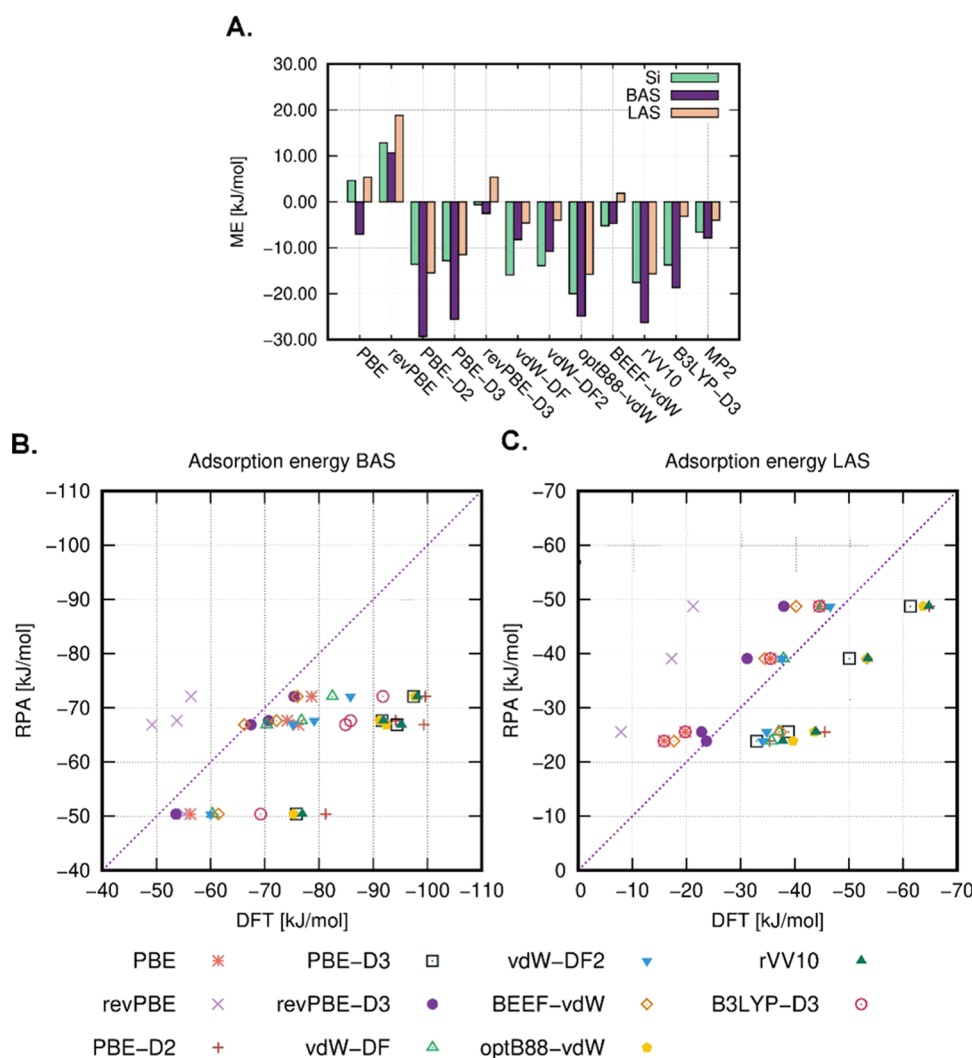 A.
30.00
20.00
10.00
0.00
−10.00
−20.00
−30.00
ME [kJ/mol]
Si
BAS
LAS
PBE
revPBE
PBE−D2
PBE−D3
revPBE−D3
vdW−DF
vdW−DF2
optB88−vdW
BEEF−vdW
rVV10
B3LYP−D3
MP2
B.
Adsorption energy BAS
−110
−100
−90
−80
−70
−60
−50
−40
RPA [kJ/mol]
−40 −50 −60 −70 −80 −90 −100 −110
DFT [kJ/mol]
C.
Adsorption energy LAS
−70
−60
−50
−40
−30
−20
−10
0
RPA [kJ/mol]
0 −10 −20 −30 −40 −50 −60 −70
DFT [kJ/mol]
PBE PBE−D3 vdW−DF2 rVV10
revPBE revPBE−D3 BEEF−vdW B3LYP−D3
PBE−D2 vdW−DF optB88−vdW